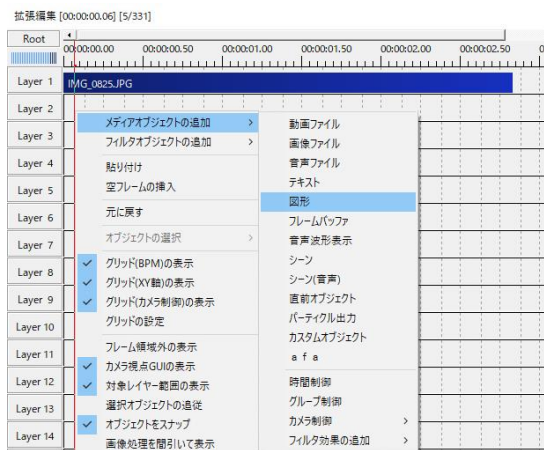 拡張編集 [00:00:00.06] [5/331]
Root
00:00:00.00 00:00:00.50 00:00:01.00 00:00:01.50 00:00:02.00 00:00:02.50 0
Layer 1 IMG_0825.JPG
Layer 2
Layer 3
Layer 4
Layer 5
Layer 6
Layer 7
Layer 8
Layer 9
Layer 10
Layer 11
Layer 12
Layer 13
Layer 14
メディアオブジェクトの追加 >
フィルタオブジェクトの追加 >
貼り付け
空フレームの挿入
元に戻す
オブジェクトの選択 >
グリッド(BPM)の表示
グリッド(XY軸)の表示
グリッド(カメラ制御)の表示
グリッドの設定
フレーム領域外の表示
カメラ視点GUIの表示
対象レイヤー範囲の表示
選択オブジェクトの追従
オブジェクトをスナップ
画像処理を間引いて表示
動画ファイル
画像ファイル
音声ファイル
テキスト
図形
フレームバッファ
音声波形表示
シーン
シーン(音声)
直前オブジェクト
パーティクル出力
カスタムオブジェクト
a f a
時間制御
グループ制御
カメラ制御 >
フィルタ効果の追加 >